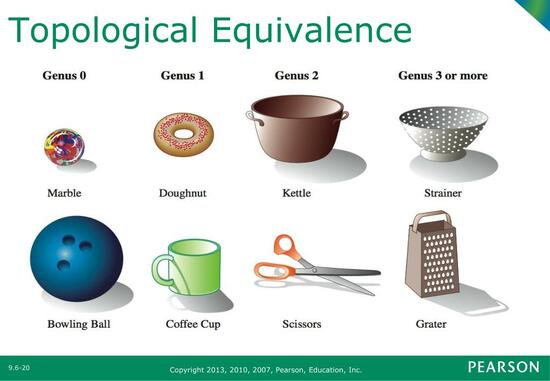 Topological Equivalence
Genus 0 Genus 1 Genus 2 Genus 3 or more
Marble Doughnut Kettle Strainer
Bowling Ball Coffee Cup Scissors Grater
9.6-20 Copyright 2013, 2010, 2007, Pearson, Education, Inc. PEARSON